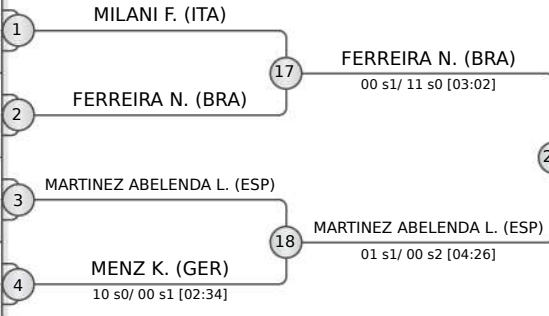 1
MILANI F. (ITA)
17
FERREIRA N. (BRA)
00 s1/ 11 s0 [03:02]
2
FERREIRA N. (BRA)
2
3
MARTINEZ ABELENDA L. (ESP)
18
MARTINEZ ABELENDA L. (ESP)
01 s1/ 00 s2 [04:26]
4
MENZ K. (GER)
10 s0/ 00 s1 [02:34]